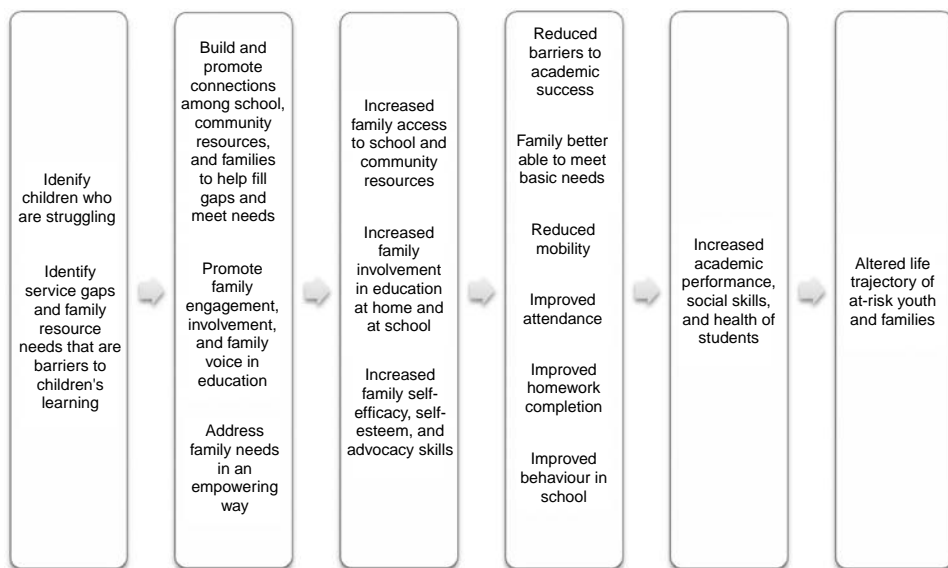 Idenify
children who
are struggling
Identify
service gaps
and family
resource
needs that are
barriers to
children's
learning
Build and
promote
connections
among school,
community
resources,
and families
to help fill
gaps and
meet needs
Promote
family
engagement,
involvement,
and family
voice in
education
Address
family needs
in an
empowering
way
Increased
family access
to school and
community
resources
Increased
family
involvement
in education
at home and
at school
Increased
family self-
efficacy, self-
esteem, and
advocacy skills
Reduced
barriers to
academic
success
Family better
able to meet
basic needs
Reduced
mobility
Improved
attendance
Improved
homework
completion
Improved
behaviour in
school
Increased
academic
performance,
social skills,
and health of
students
Altered life
trajectory of
at-risk youth
and families